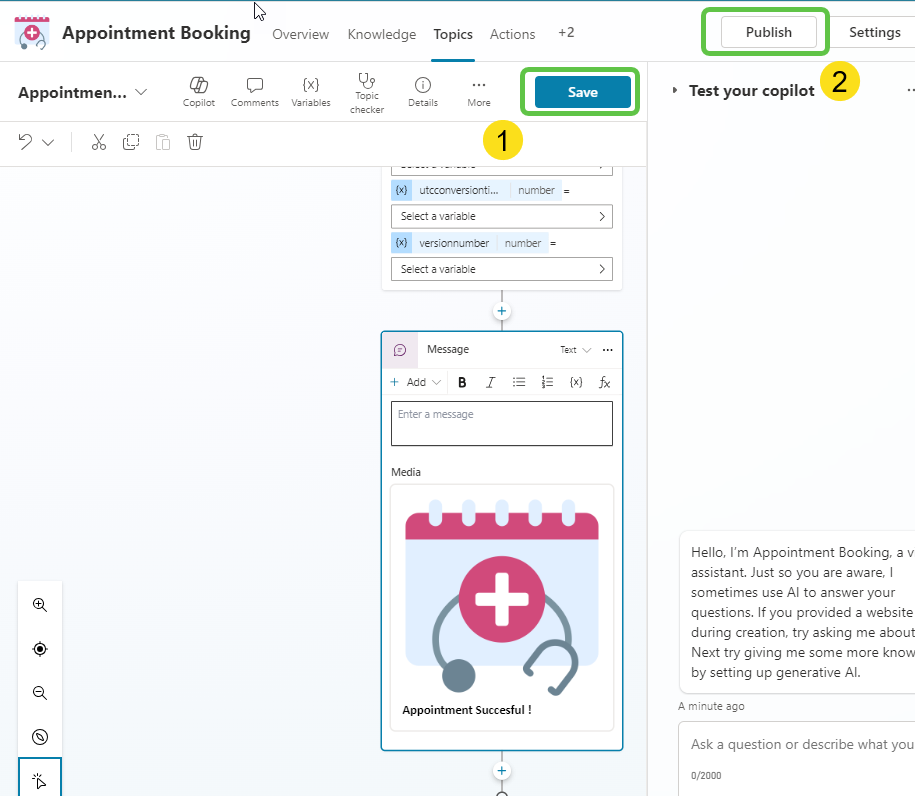 Appointment Booking
Overview
Knowledge
Topics
Actions
+2
Publish
Settings
Appointmen...
Copilot
Comments
{x}
Variables
Topic
checker
Details
More
Save
1
Test your copilot
2
{x} utcconversionti... number =
Select a variable
{x} versionnumber number =
Select a variable
Message
Text
+ Add B I {x} fx
Enter a message
Media
Appointment Succesful !
Hello, I'm Appointment Booking, a v
assistant. Just so you are aware, I
sometimes use AI to answer your
questions. If you provided a website
during creation, try asking me about
Next try giving me some more know
by setting up generative AI.
A minute ago
Ask a question or describe what you
0/2000